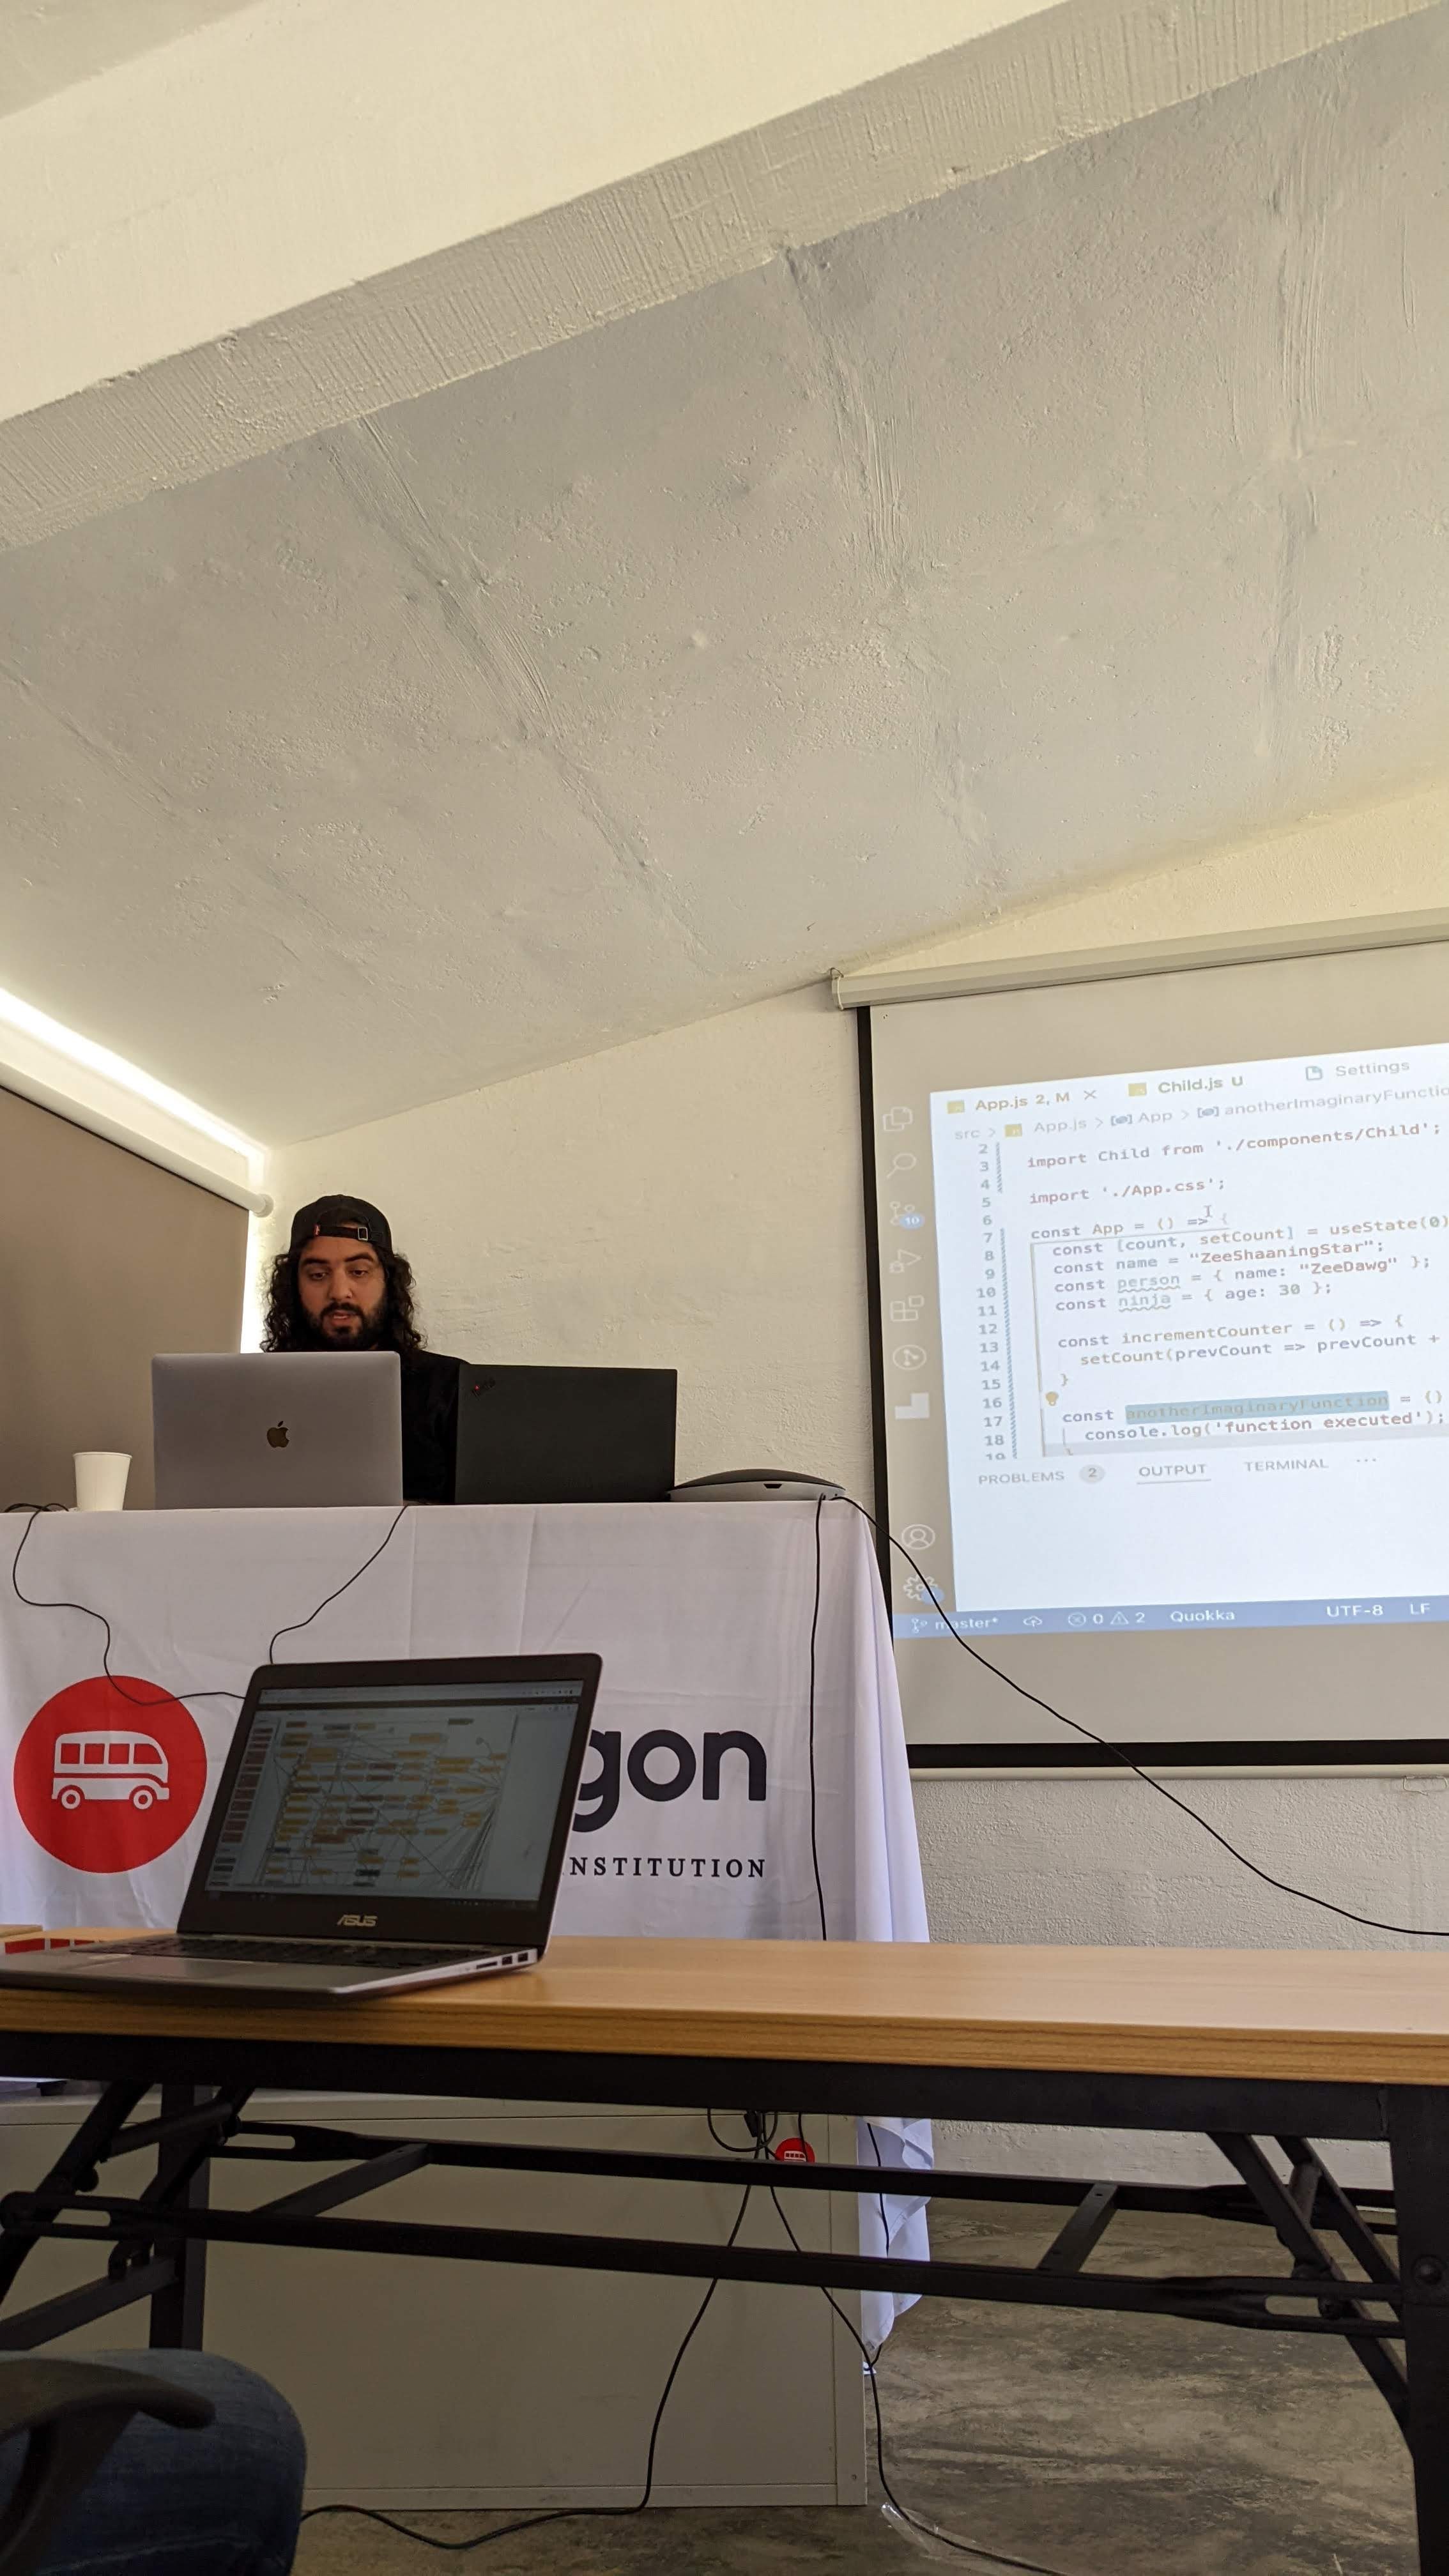 App.js 2, M
Child.js U
Settings
src > App.js > App > anotherImaginaryFunctio
2
3 import Child from './components/Child';
4
5 import './App.css';
6
7 const App = () => {
8 const [count, setCount] = useState(0)
9 const name = "ZeeShaaningStar";
10 const person = { name: "ZeeDawg" };
11 const ninja = { age: 30 };
12
13 const incrementCounter = () => {
14 setCount(prevCount => prevCount +
15 }
16
17 const anotherImaginaryFunction = ()
18 console.log('function executed');
19
10
PROBLEMS 2 OUTPUT TERMINAL ...
master* 0 2 Quokka UTF-8 LF
gon
NSTITUTION
ASUS